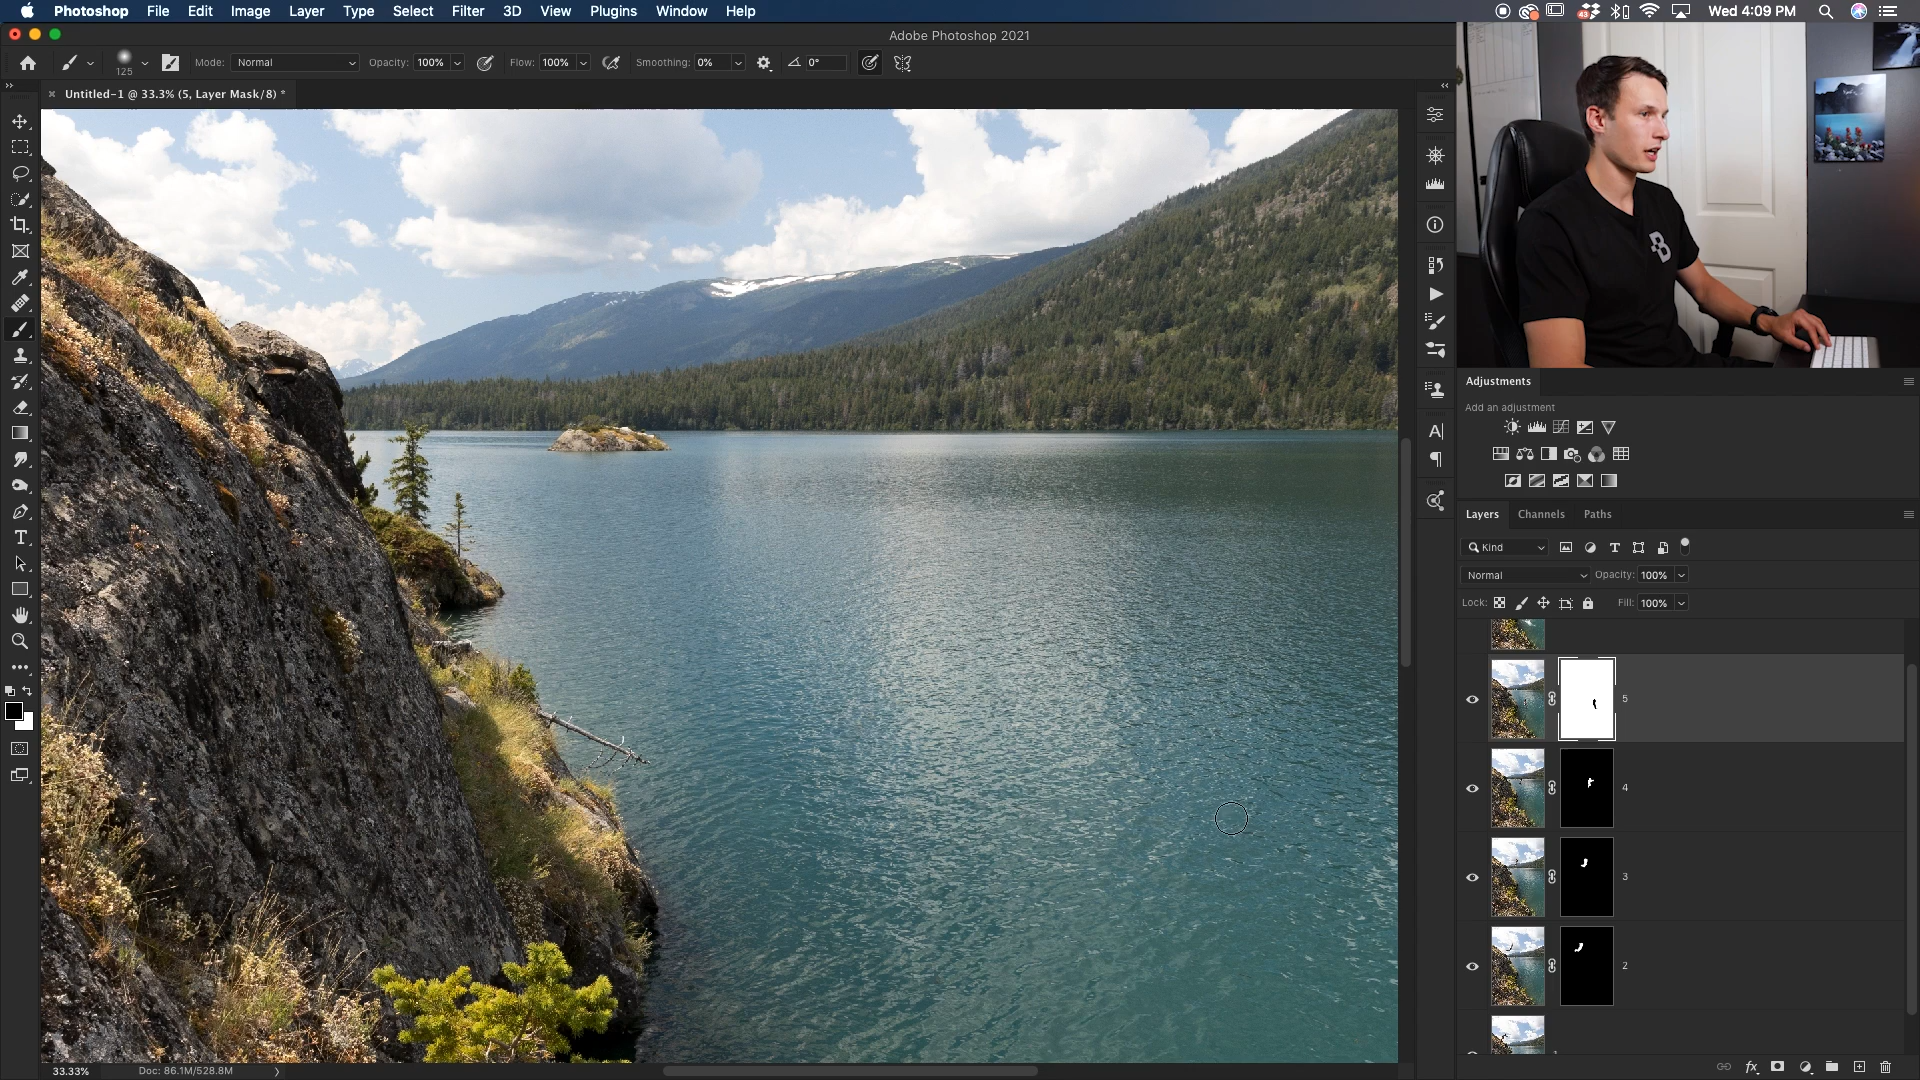 Photoshop File Edit Image Layer Type Select Filter 3D View Plugins Window Help 43 Wed 4:09 PM
Adobe Photoshop 2021
125 Mode: Normal Opacity: 100% Flow: 100% Smoothing: 0% 0°
Untitled-1 @ 33.3% (5, Layer Mask/8) *
B
Adjustments
Add an adjustment
Layers Channels Paths
Kind
Normal Opacity: 100%
Lock: Fill: 100%
5
4
3
2
33.33% Doc: 86.1M/528.8M